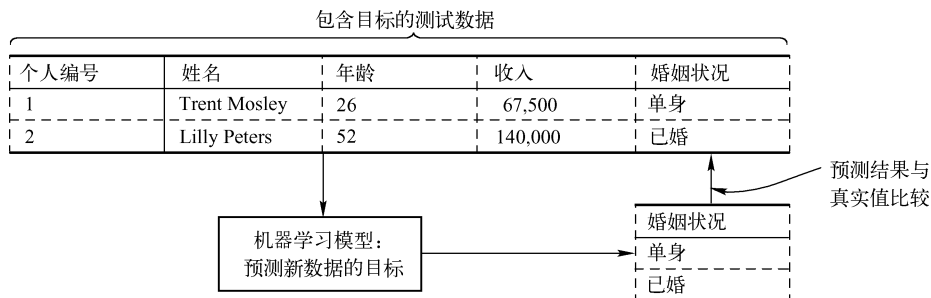 包含目标的测试数据
个人编号 姓名 年龄 收入 婚姻状况
1 Trent Mosley 26 67,500 单身
2 Lilly Peters 52 140,000 已婚
预测结果与
真实值比较
机器学习模型：
预测新数据的目标
婚姻状况
单身
已婚